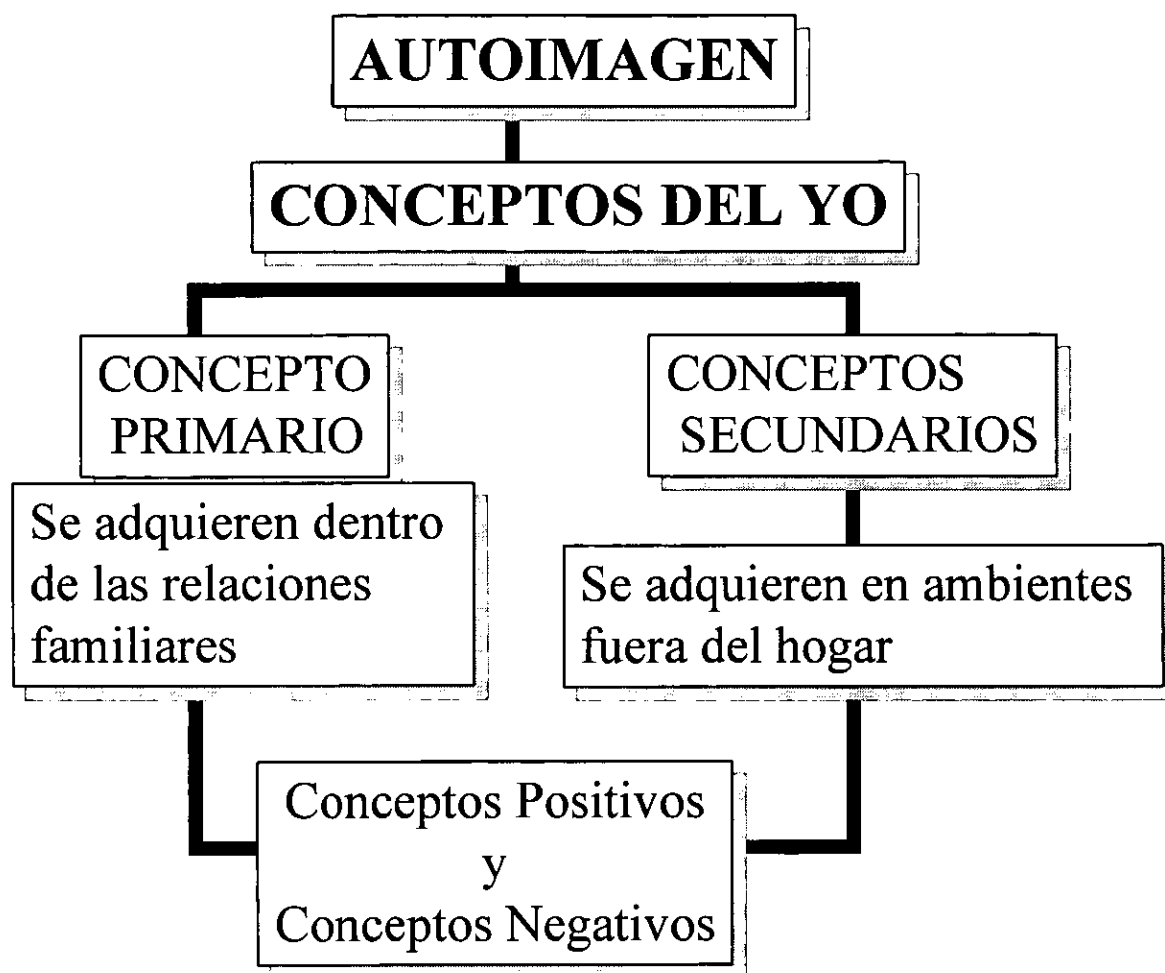 AUTOIMAGEN
CONCEPTOS DEL YO
CONCEPTO
PRIMARIO
Se adquieren dentro
de las relaciones
familiares
CONCEPTOS
SECUNDARIOS
Se adquieren en ambientes
fuera del hogar
Conceptos Positivos
y
Conceptos Negativos